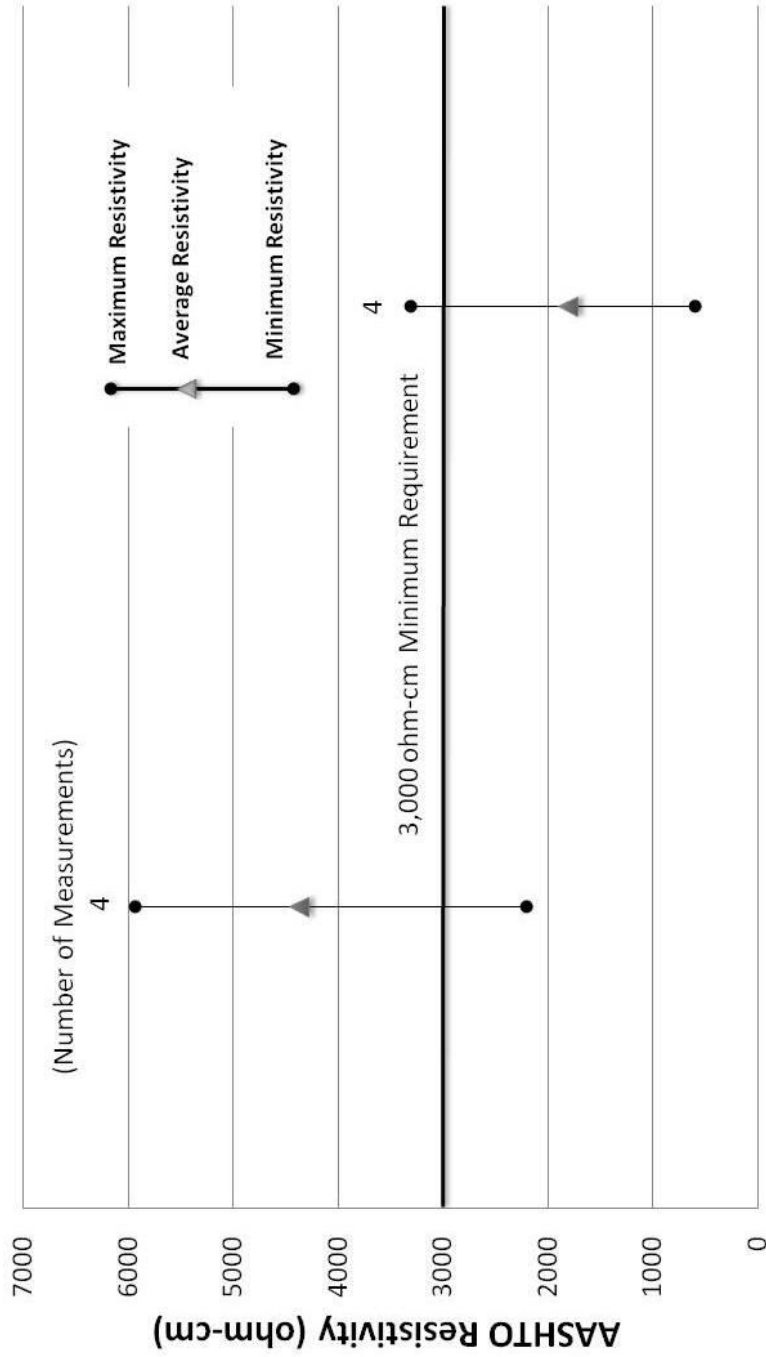 AASHTO Resistivity (ohm-cm)
7000
6000
5000
4000
3000
2000
1000
0
(Number of Measurements)
4
4
3,000 ohm-cm Minimum Requirement
Maximum Resistivity
Average Resistivity
Minimum Resistivity